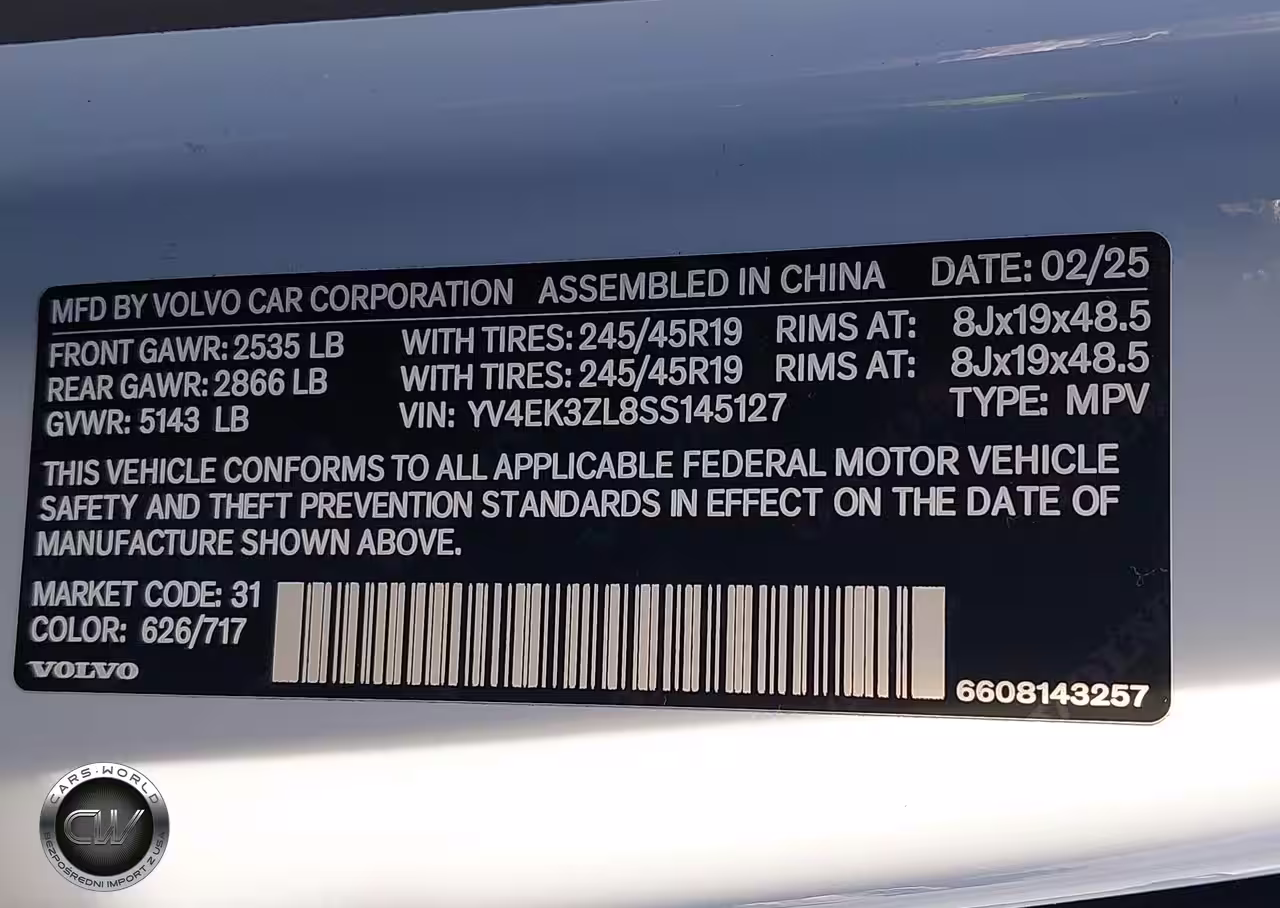 MFD BY VOLVO CAR CORPORATION ASSEMBLED IN CHINA DATE: 02/25
FRONT GAWR: 2535 LB WITH TIRES: 245/45R19 RIMS AT: 8Jx19x48.5
REAR GAWR: 2866 LB WITH TIRES: 245/45R19 RIMS AT: 8Jx19x48.5
GVWR: 5143 LB VIN: YV4EK3ZL8SS145127 TYPE: MPV
THIS VEHICLE CONFORMS TO ALL APPLICABLE FEDERAL MOTOR VEHICLE
SAFETY AND THEFT PREVENTION STANDARDS IN EFFECT ON THE DATE OF
MANUFACTURE SHOWN ABOVE.
MARKET CODE: 31
COLOR: 626/717
VOLVO
6608143257
CARS·WORLD
CW
BEZPOŚREDNI IMPORT Z USA